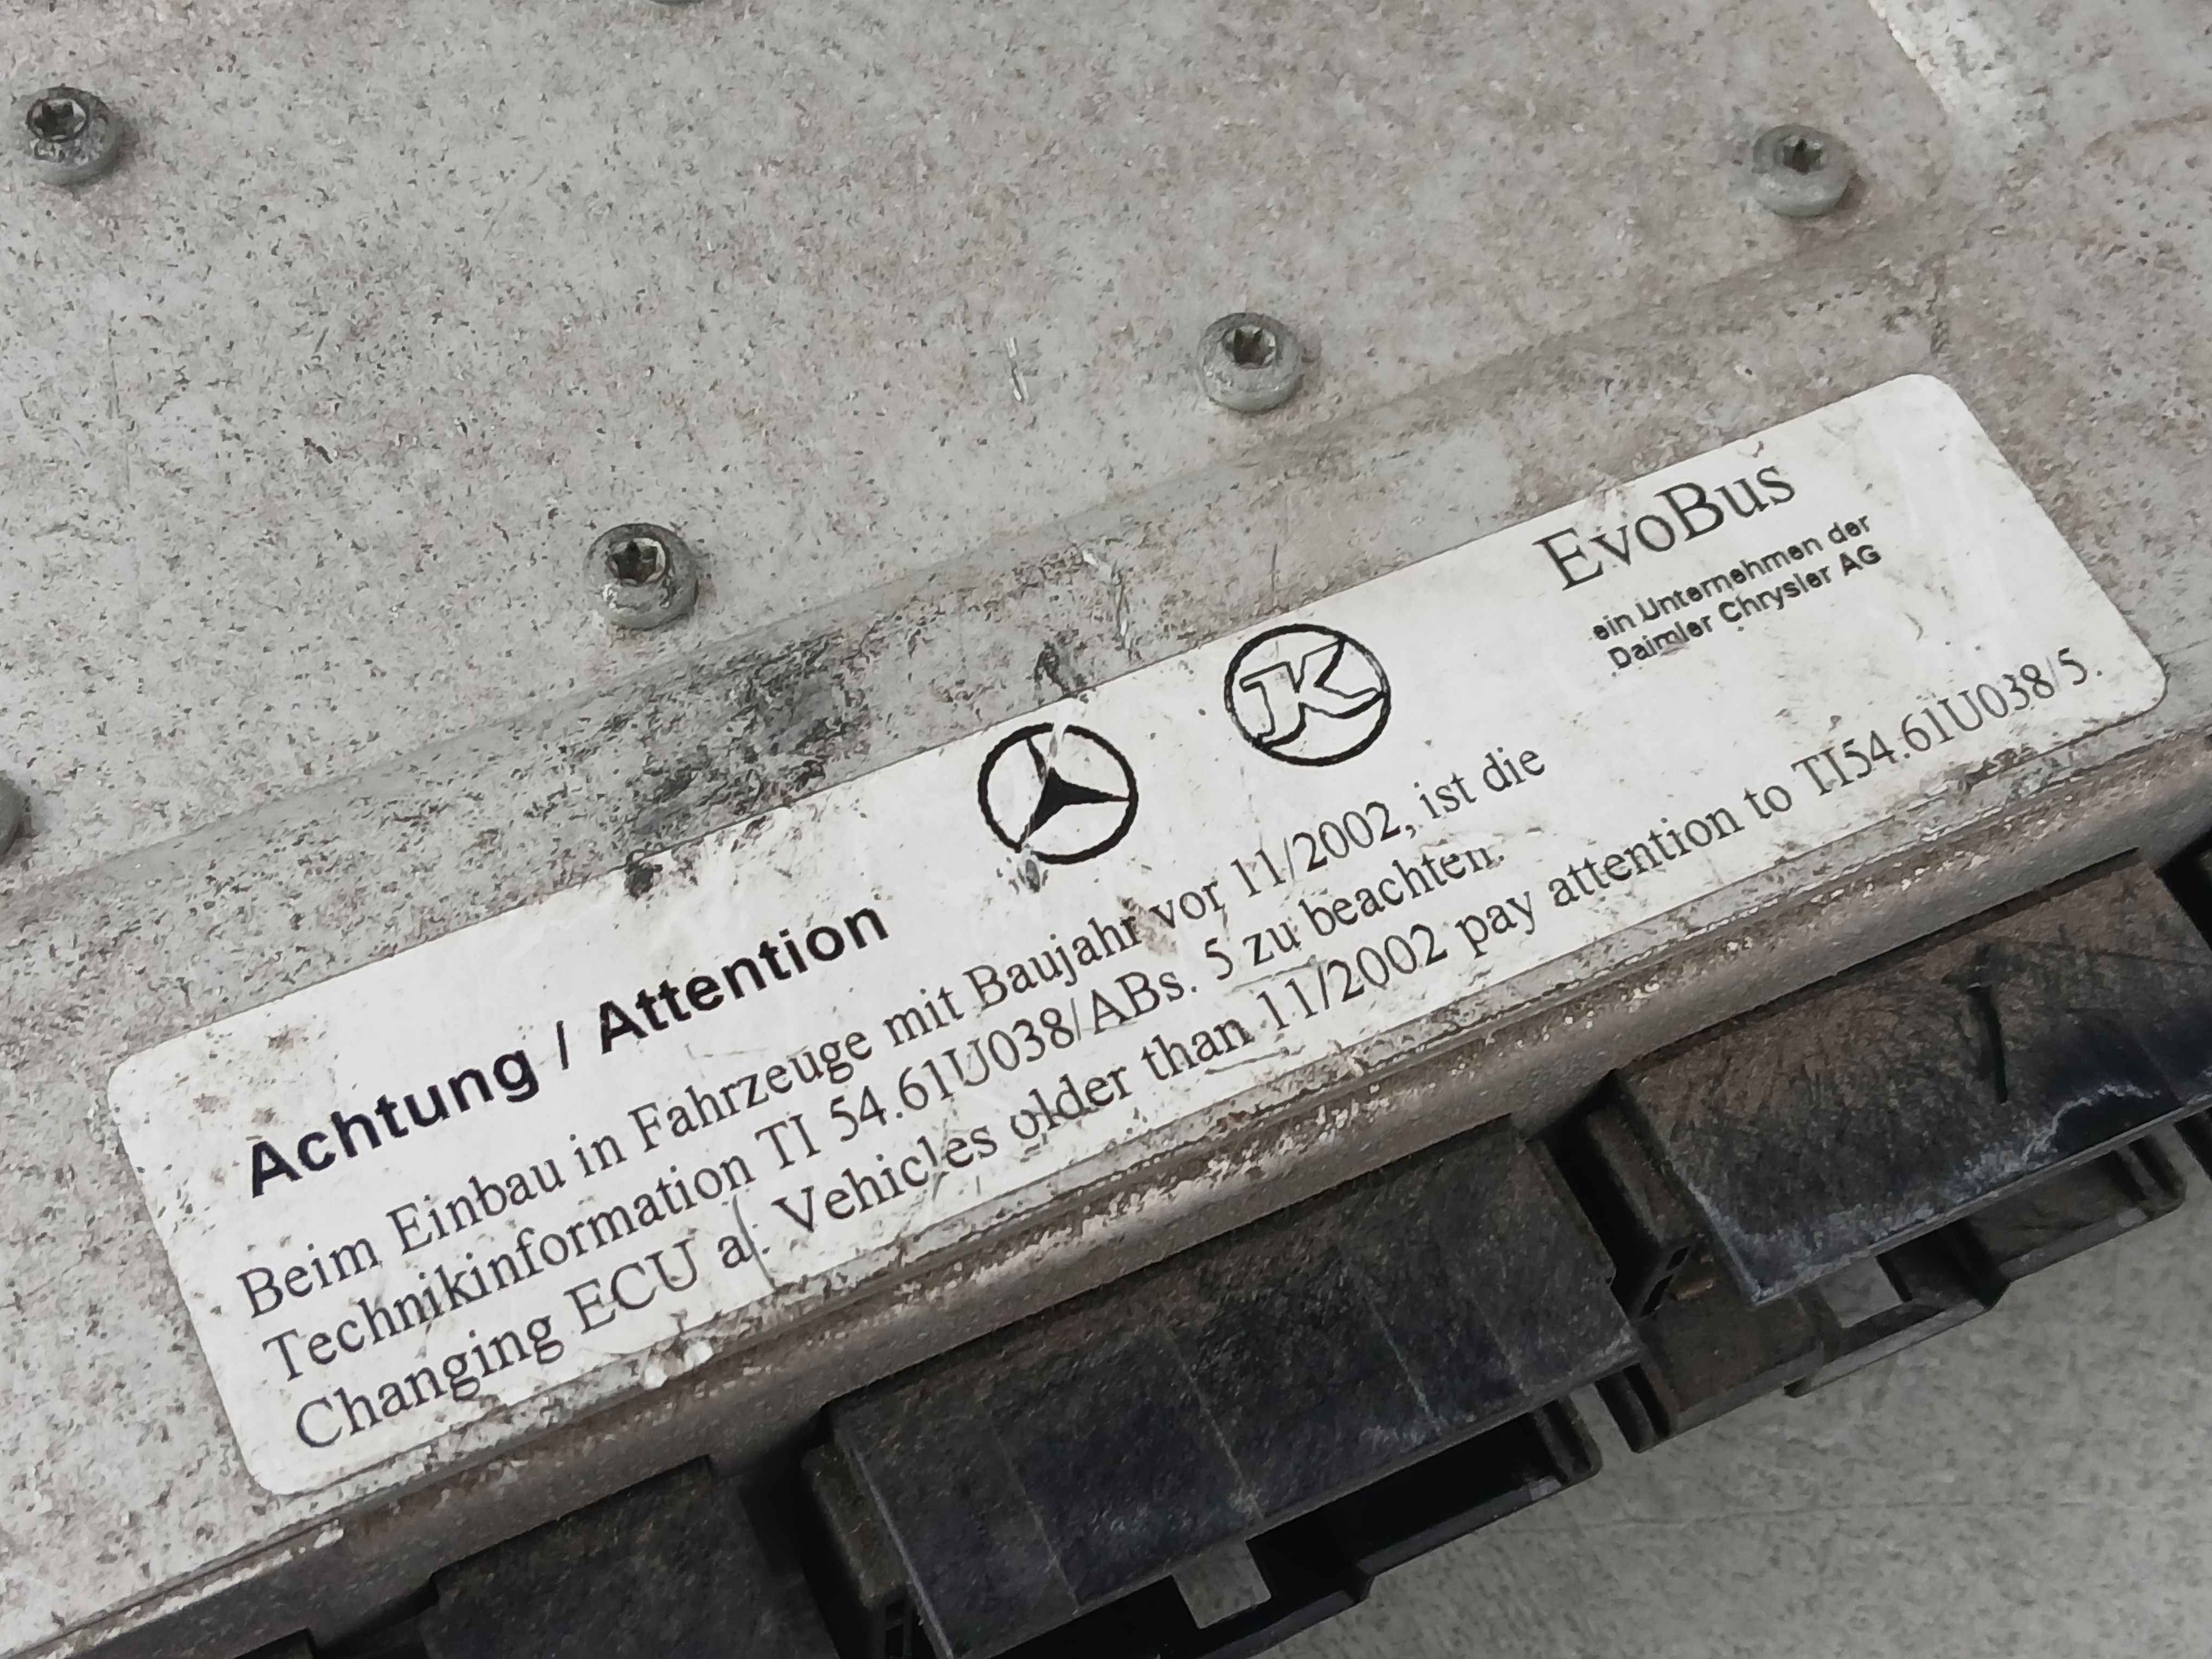 EvoBus
ein Unternehmen der
Daimler Chrysler AG
Achtung / Attention
Beim Einbau in Fahrzeuge mit Baujahr vor 11/2002, ist die
Technikinformation TI 54.61U038/ABs. 5 zu beachten.
Changing ECU at Vehicles older than 11/2002 pay attention to TI54.61U038/5.